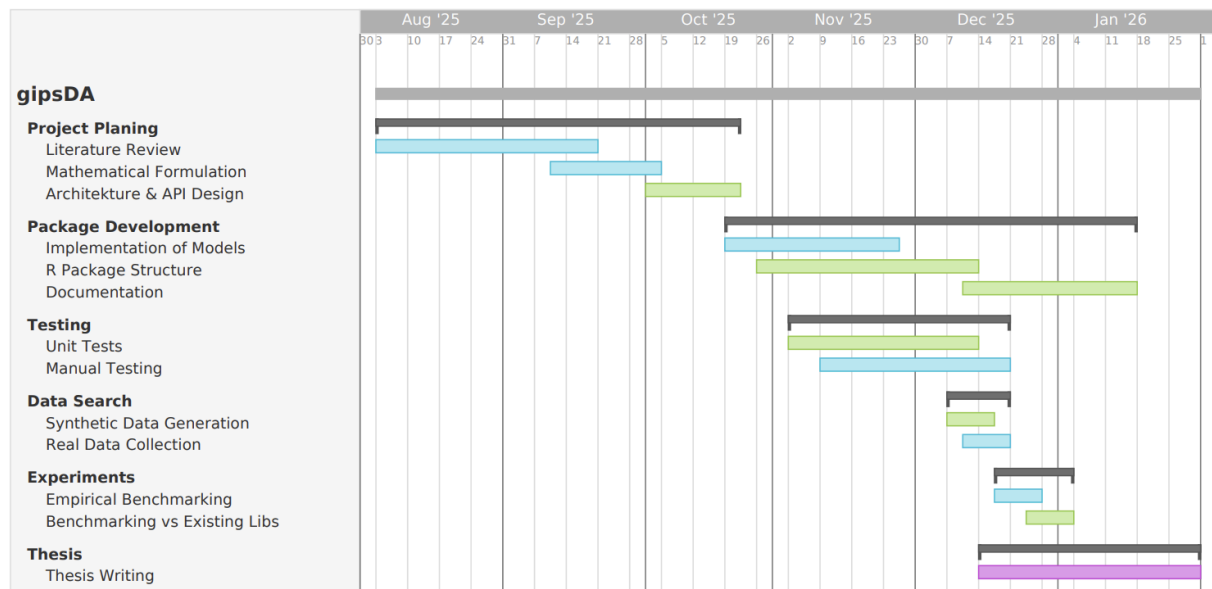 Aug '25 Sep '25 Oct '25 Nov '25 Dec '25 Jan '26
30 3 10 17 24 31 7 14 21 28 5 12 19 26 2 9 16 23 30 7 14 21 28 4 11 18 25 1
gipsDA
Project Planing
Literature Review
Mathematical Formulation
Architekture & API Design
Package Development
Implementation of Models
R Package Structure
Documentation
Testing
Unit Tests
Manual Testing
Data Search
Synthetic Data Generation
Real Data Collection
Experiments
Empirical Benchmarking
Benchmarking vs Existing Libs
Thesis
Thesis Writing